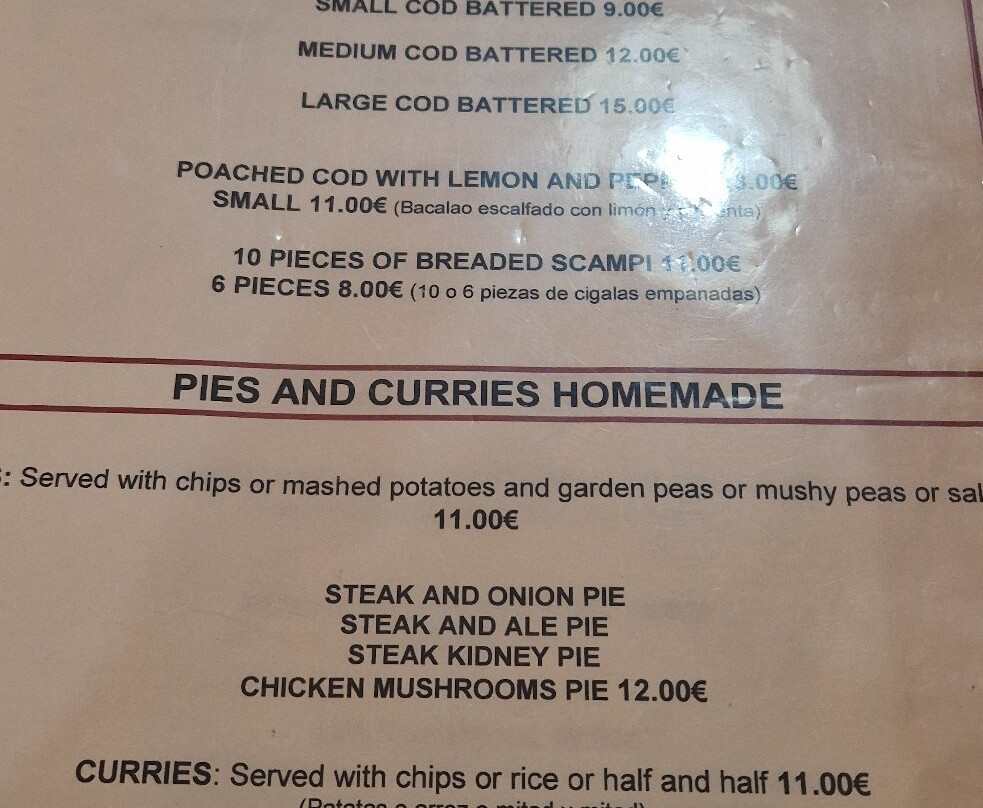 SMALL COD BATTERED 9.00€
MEDIUM COD BATTERED 12.00€
LARGE COD BATTERED 15.00€
POACHED COD WITH LEMON AND
SMALL 11.00€ (Bacalao escalfado con limón
10 PIECES OF BREADED SCAMPI 11.00€
6 PIECES 8.00€ (10 o 6 piezas de cigalas empanadas)
PIES AND CURRIES HOMEMADE
: Served with chips or mashed potatoes and garden peas or mushy peas or sal
11.00€
STEAK AND ONION PIE
STEAK AND ALE PIE
STEAK KIDNEY PIE
CHICKEN MUSHROOMS PIE 12.00€
CURRIES: Served with chips or rice or half and half 11.00€